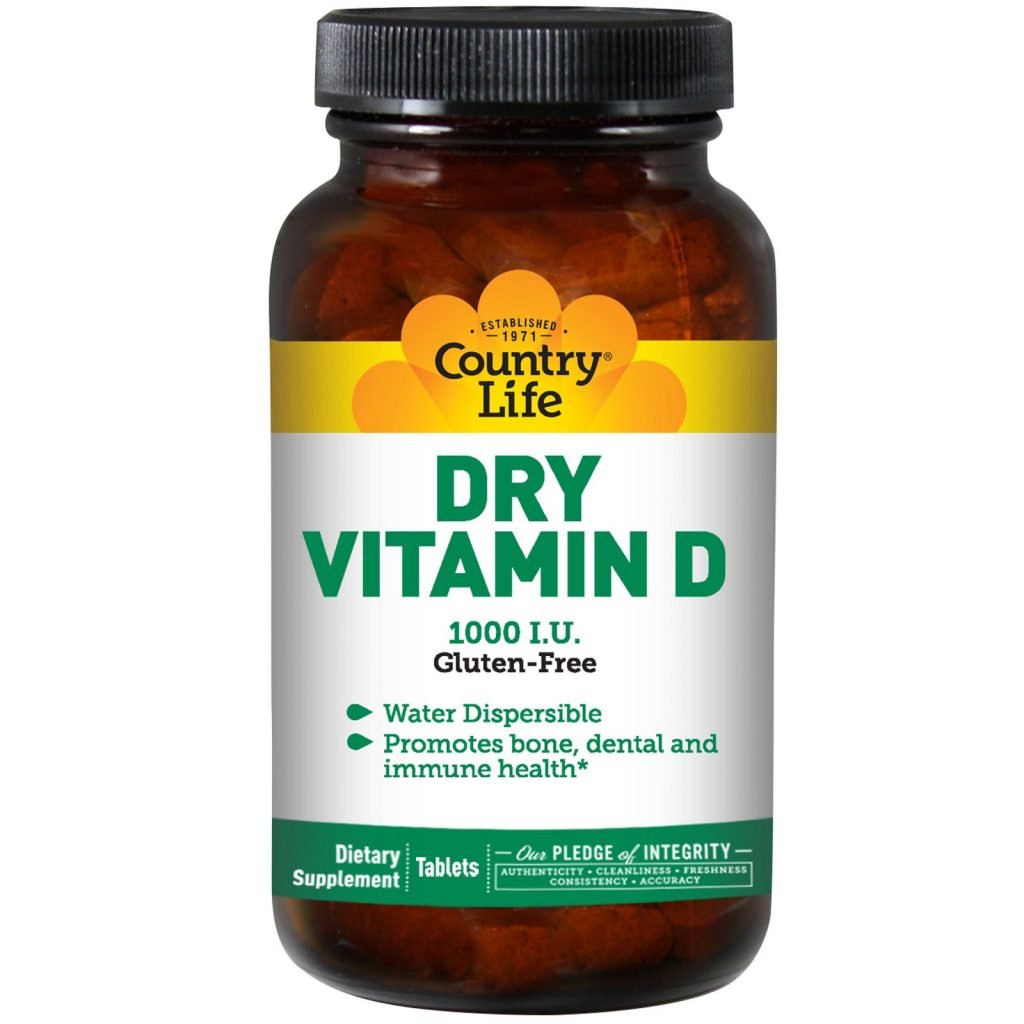 • ESTABLISHED •
— 1971 —
Country®
Life
DRY
VITAMIN D
1000 I.U.
Gluten-Free
Water Dispersible
Promotes bone, dental and
immune health*
Dietary
Supplement
Tablets
— Our PLEDGE of INTEGRITY —
AUTHENTICITY • CLEANLINESS • FRESHNESS
CONSISTENCY • ACCURACY